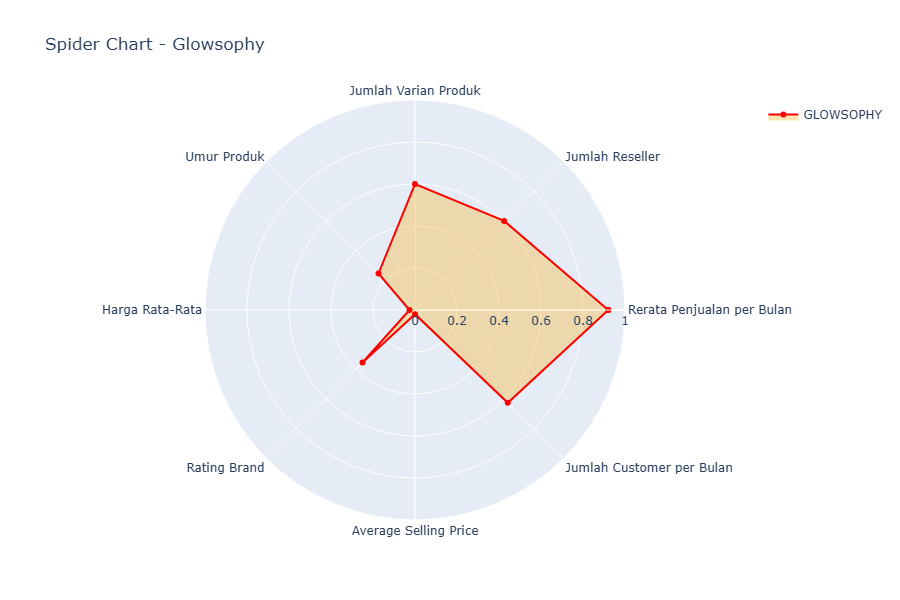 Spider Chart - Glowsophy
Jumlah Varian Produk
GLOWSOPHY
Umur Produk
Jumlah Reseller
Harga Rata-Rata
Rerata Penjualan per Bulan
0 0.2 0.4 0.6 0.8 1
Rating Brand
Jumlah Customer per Bulan
Average Selling Price